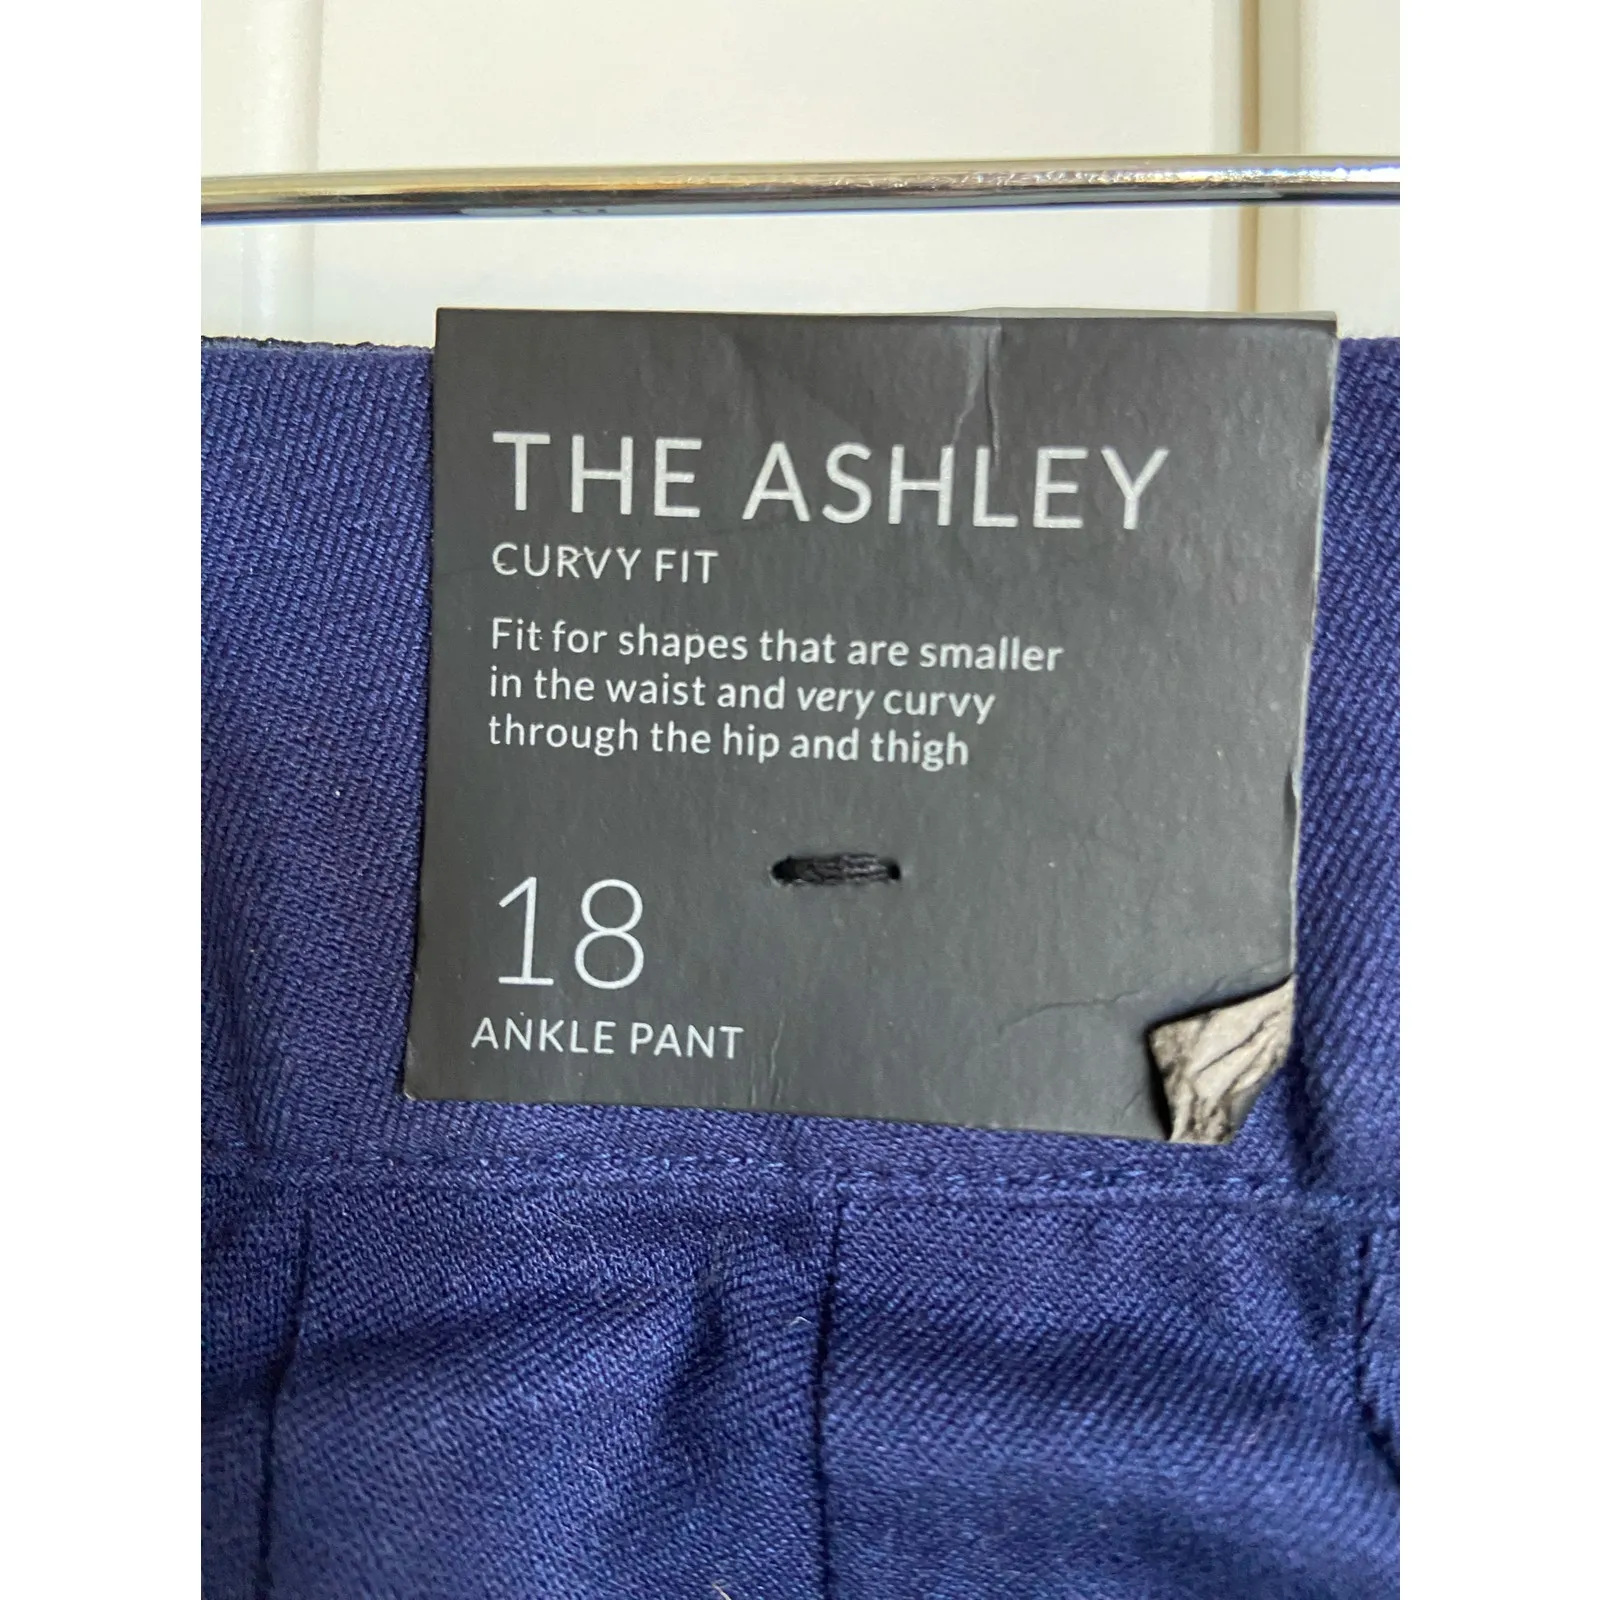 THE ASHLEY
CURVY FIT
Fit for shapes that are smaller
in the waist and very curvy
through the hip and thigh
18
ANKLE PANT